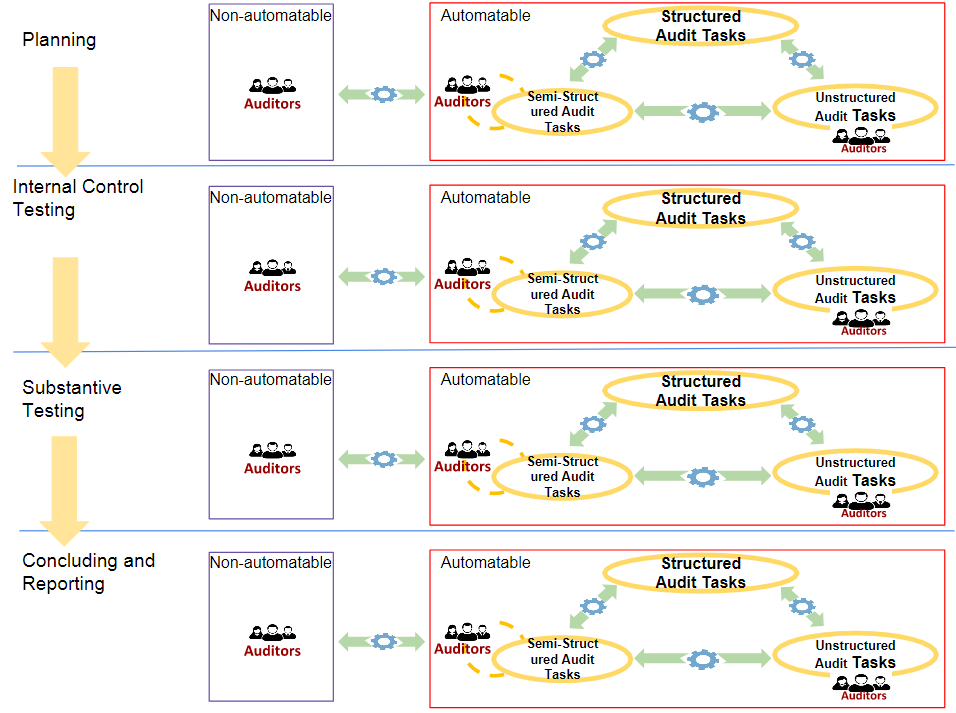 Planning
Non-automatable
Auditors
Automatable
Structured
Audit Tasks
Auditors
Semi-Struct
ured Audit
Tasks
Unstructured
Audit Tasks
Auditors
Internal Control
Testing
Non-automatable
Auditors
Automatable
Structured
Audit Tasks
Auditors
Semi-Struct
ured Audit
Tasks
Unstructured
Audit Tasks
Auditors
Substantive
Testing
Non-automatable
Auditors
Automatable
Structured
Audit Tasks
Auditors
Semi-Struct
ured Audit
Tasks
Unstructured
Audit Tasks
Auditors
Concluding and
Reporting
Non-automatable
Auditors
Automatable
Structured
Audit Tasks
Auditors
Semi-Struct
ured Audit
Tasks
Unstructured
Audit Tasks
Auditors